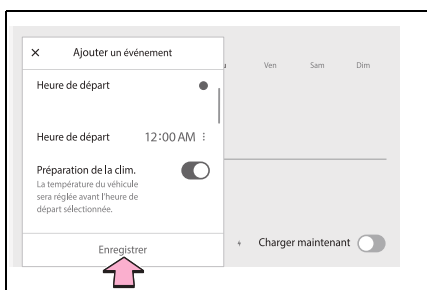 × Ajouter un événement
Heure de départ
Heure de départ 12:00 AM
Préparation de la clim.
La température du véhicule
sera réglée avant l'heure de
départ sélectionnée.
Enregistrer
Ven Sam Dim
Charger maintenant